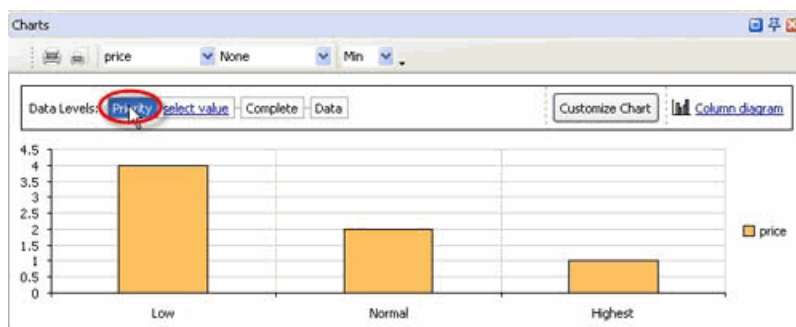 Charts
price None Min
Data Levels: Priority select value Complete Data Customize Chart Column diagram
4.5
4
3.5
3
2.5
2
1.5
1
0.5
0
price
Low Normal Highest